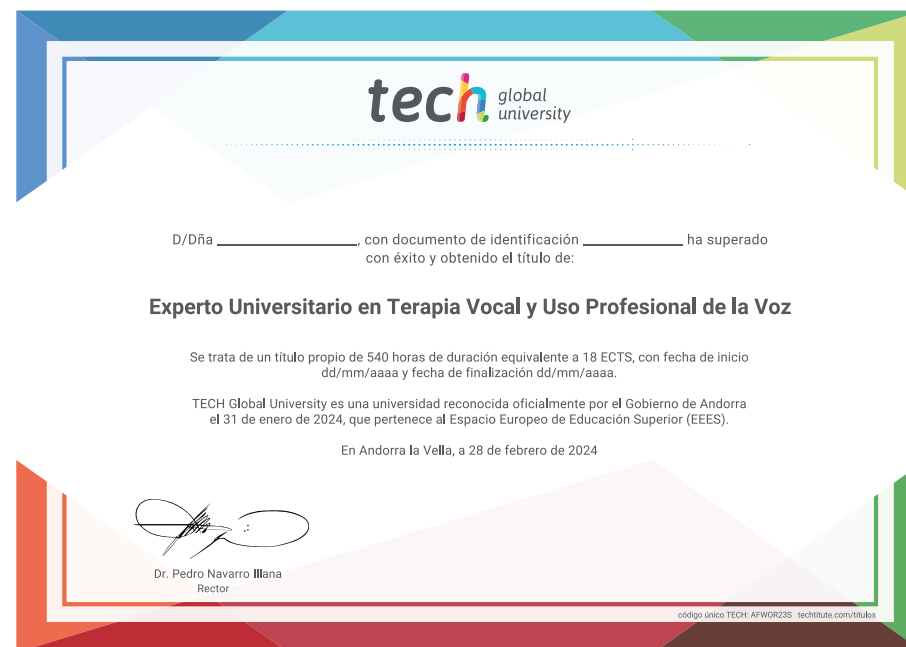 tech global university
D/Dña ____________________, con documento de identificación ______________ ha superado
con éxito y obtenido el título de:
Experto Universitario en Terapia Vocal y Uso Profesional de la Voz
Se trata de un título propio de 540 horas de duración equivalente a 18 ECTS, con fecha de inicio
dd/mm/aaaa y fecha de finalización dd/mm/aaaa.
TECH Global University es una universidad reconocida oficialmente por el Gobierno de Andorra
el 31 de enero de 2024, que pertenece al Espacio Europeo de Educación Superior (EEES).
En Andorra la Vella, a 28 de febrero de 2024
Dr. Pedro Navarro Illana
Rector
código único TECH: AFWOR23S techtitute.com/titulos